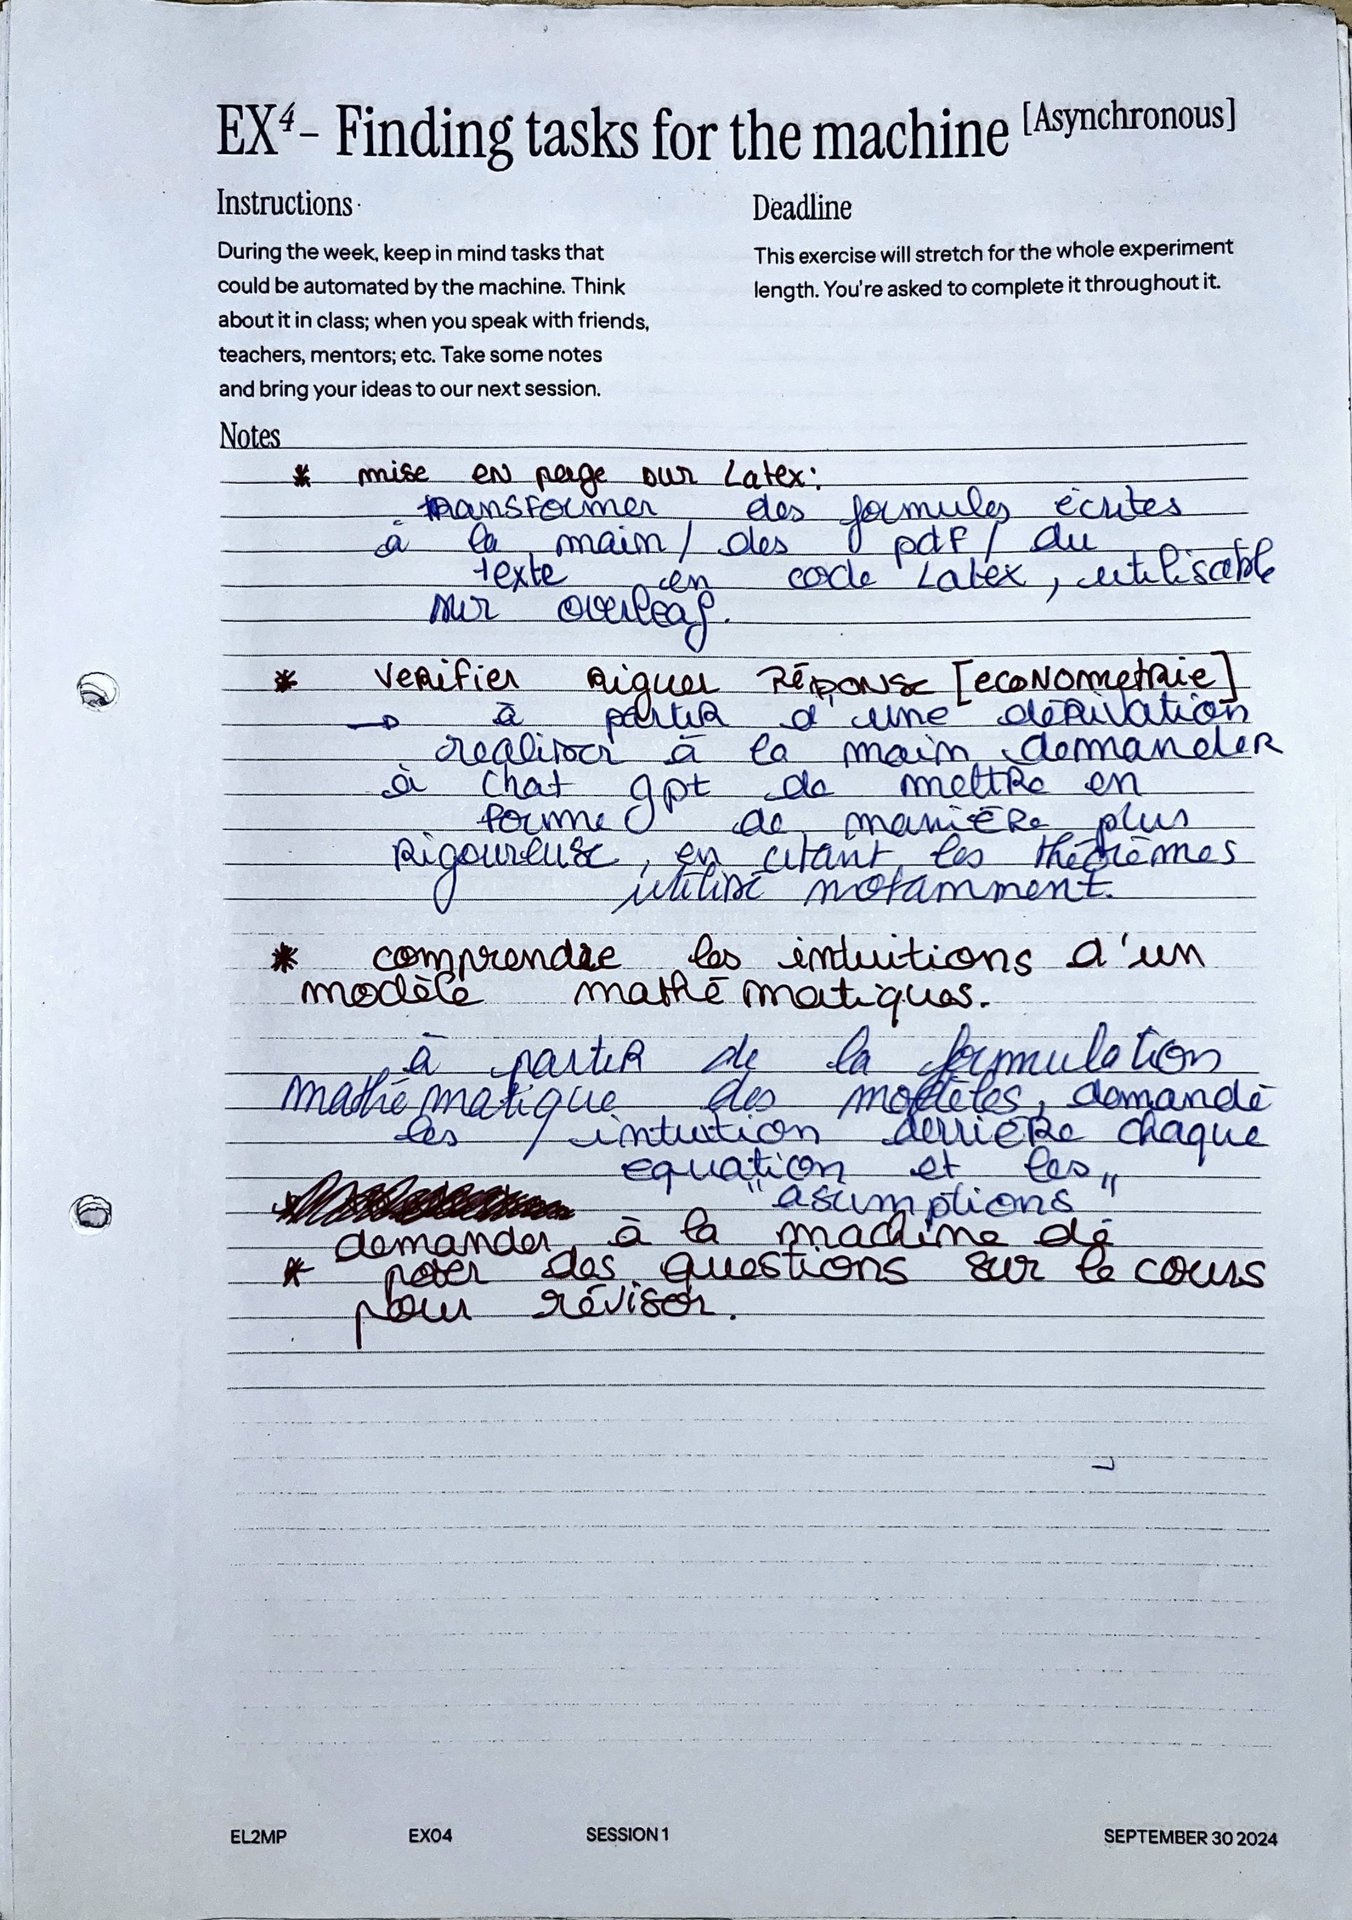 EX4 – Finding tasks for the machine [Asynchronous]
Instructions
During the week, keep in mind tasks that
could be automated by the machine. Think
about it in class; when you speak with friends,
teachers, mentors; etc. Take some notes
and bring your ideas to our next session.
Deadline
This exercise will stretch for the whole experiment
length. You're asked to complete it throughout it.
Notes
* mise en page sur Latex:
transformer des formules écrites
à la main / des pdf / du
texte en code Latex, utilisable
sur overleaf.
* verifier riguer réponse [econometrie]
→ à partir d'une dérivation
realiser à la main demander
à chat gpt de mettre en
forme de manière plus
rigoureuse, en citant les théorèmes
utilisé notamment.
* comprendre les intuitions d'un
modèle mathématiques.
à partir de la formulation
mathématique des modèles, demandé
les intuition derrière chaque
equation et les
"asumptions"
demander à la machine de
* poser des questions sur le cours
pour réviser.
EL2MP EX04 SESSION 1 SEPTEMBER 30 2024